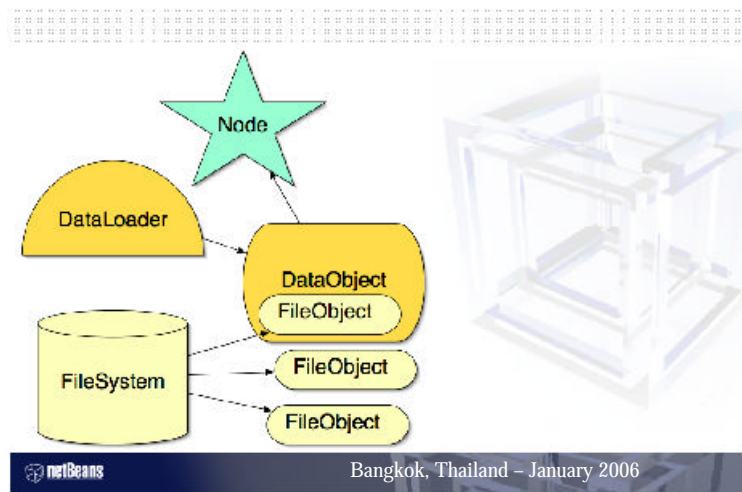 Node
DataLoader
DataObject
FileObject
FileSystem
FileObject
FileObject
netBeans
Bangkok, Thailand – January 2006